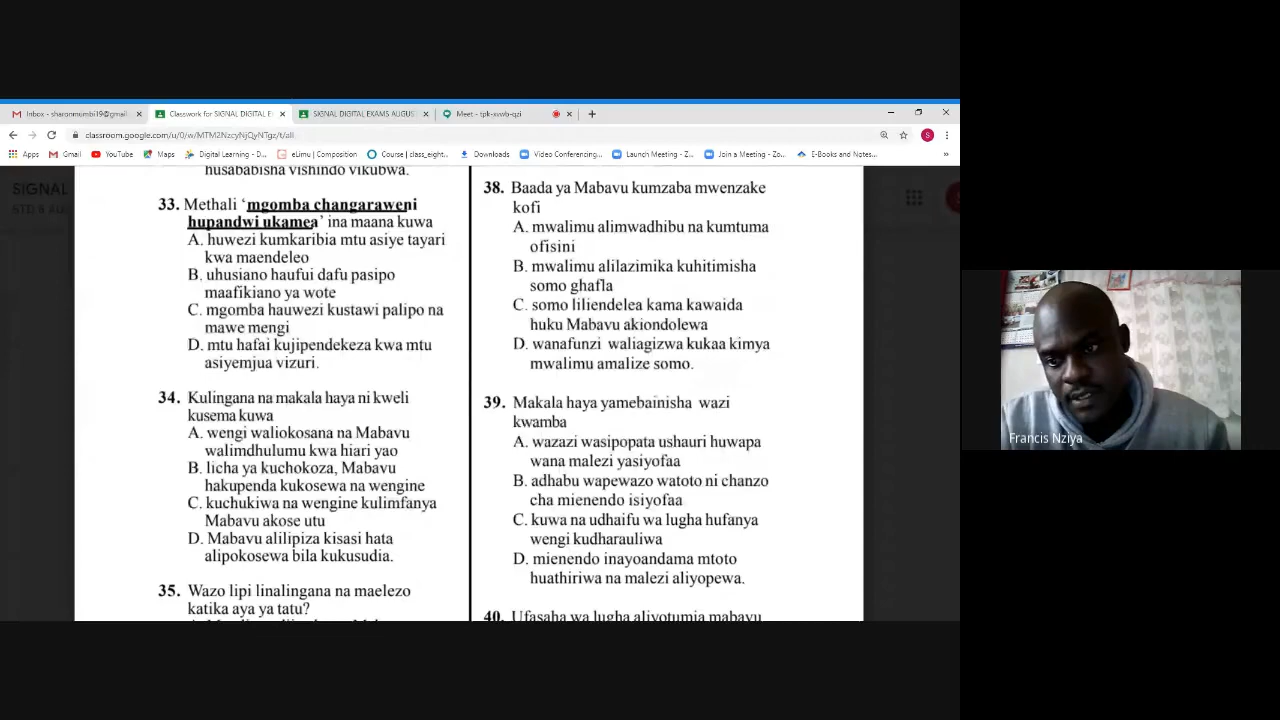 Inbox - sharonmumbi19@gmail
Classwork for SIGNAL DIGITAL E
SIGNAL DIGITAL EXAMS AUGUS
Meet - tpk-xvwb-qzi
classroom.google.com/u/0/w/MTM2NzcyNjQyNTgz/t/all
Apps
Gmail
YouTube
Maps
Digital Learning - D...
eLimu | Composition
Course | class_eight...
Downloads
Video Conferencing...
Launch Meeting - Z...
Join a Meeting - Zo...
E-Books and Notes...
SIGNAL
husababisha vishindo vikubwa.
33. Methali ‘mgomba changaraweni
hupandwi ukamea’ ina maana kuwa
A. huwezi kumkaribia mtu asiye tayari
kwa maendeleo
B. uhusiano haufui dafu pasipo
maafikiano ya wote
C. mgomba hauwezi kustawi palipo na
mawe mengi
D. mtu hafai kujipendekeza kwa mtu
asiyemjua vizuri.
34. Kulingana na makala haya ni kweli
kusema kuwa
A. wengi waliokosana na Mabavu
walimdhulumu kwa hiari yao
B. licha ya kuchokoza, Mabavu
hakupenda kukosewa na wengine
C. kuchukiwa na wengine kulimfanya
Mabavu akose utu
D. Mabavu alilipiza kisasi hata
alipokosewa bila kukusudia.
35. Wazo lipi linalingana na maelezo
katika aya ya tatu?
38. Baada ya Mabavu kumzaba mwenzake
kofi
A. mwalimu alimwadhibu na kumtuma
ofisini
B. mwalimu alilazimika kuhitimisha
somo ghafla
C. somo liliendelea kama kawaida
huku Mabavu akiondolewa
D. wanafunzi waliagizwa kukaa kimya
mwalimu amalize somo.
39. Makala haya yamebainisha wazi
kwamba
A. wazazi wasipopata ushauri huwapa
wana malezi yasiyofaa
B. adhabu wapewazo watoto ni chanzo
cha mienendo isiyofaa
C. kuwa na udhaifu wa lugha hufanya
wengi kudharauliwa
D. mienendo inayoandama mtoto
huathiriwa na malezi aliyopewa.
40. Ufasaha wa lugha aliyotumia mabavu
Francis Nziya